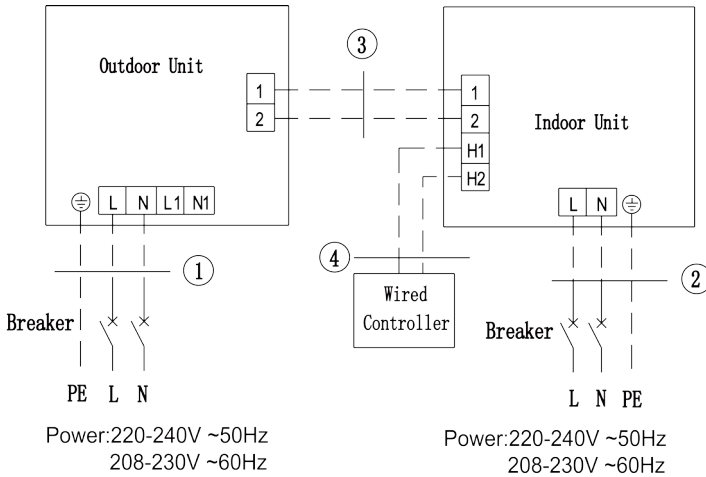 Outdoor Unit
1
2
L N L1 N1
1
Breaker
PE L N
Power:220-240V ~50Hz
208-230V ~60Hz
3
1
2
H1
H2
Indoor Unit
L N
4
Wired
Controller
2
Breaker
L N PE
Power:220-240V ~50Hz
208-230V ~60Hz